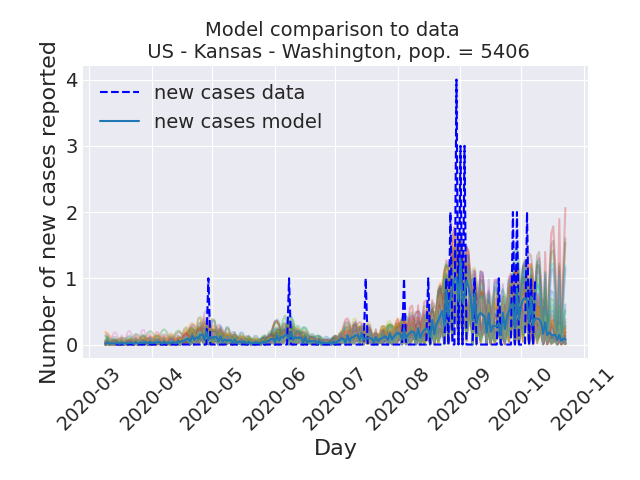 Model comparison to data
US - Kansas - Washington, pop. = 5406
Number of new cases reported
4
3
2
1
0
new cases data
new cases model
2020-03
2020-04
2020-05
2020-06
2020-07
2020-08
2020-09
2020-10
2020-11
Day